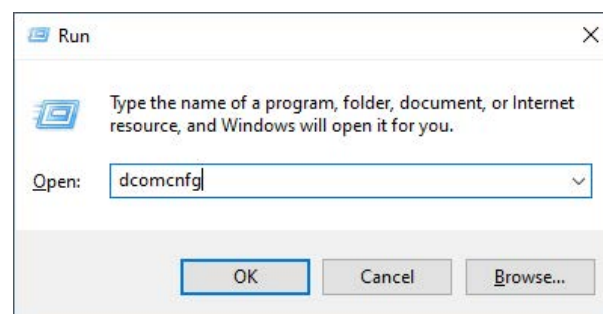 Run
Type the name of a program, folder, document, or Internet
resource, and Windows will open it for you.
Open: dcomcnfg
OK Cancel Browse...